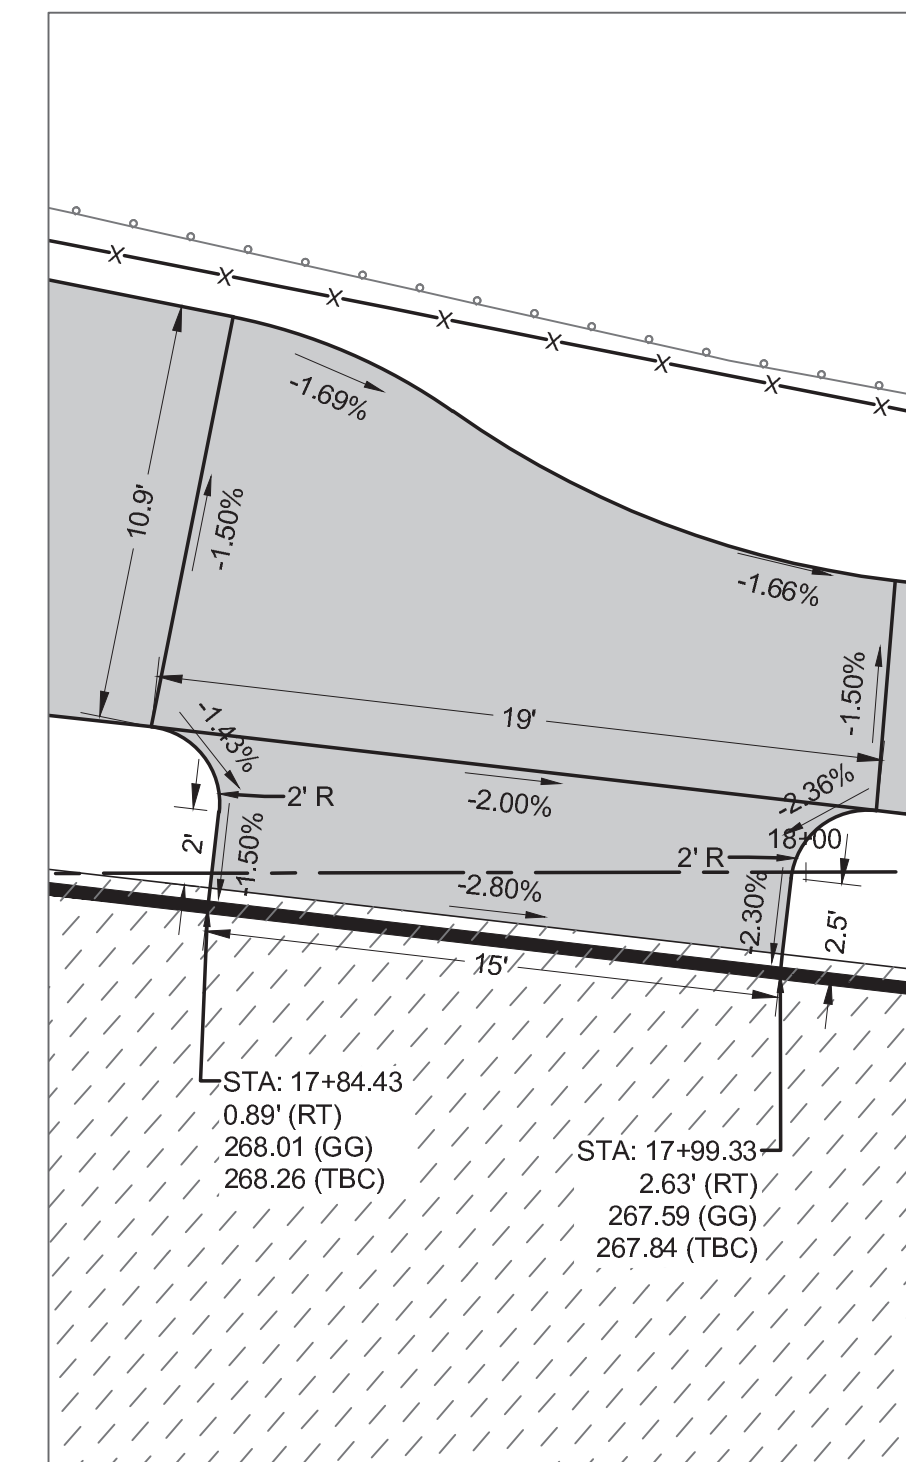 -1.69%
10.9'
-1.50%
-1.66%
-1.50%
19'
-1.43%
-2.00%
-2.36%
2' R
18+00
2'
-1.50%
2' R
-2.80%
-2.30%
2.5'
15'
STA: 17+84.43
0.89' (RT)
268.01 (GG)
268.26 (TBC)
STA: 17+99.33
2.63' (RT)
267.59 (GG)
267.84 (TBC)